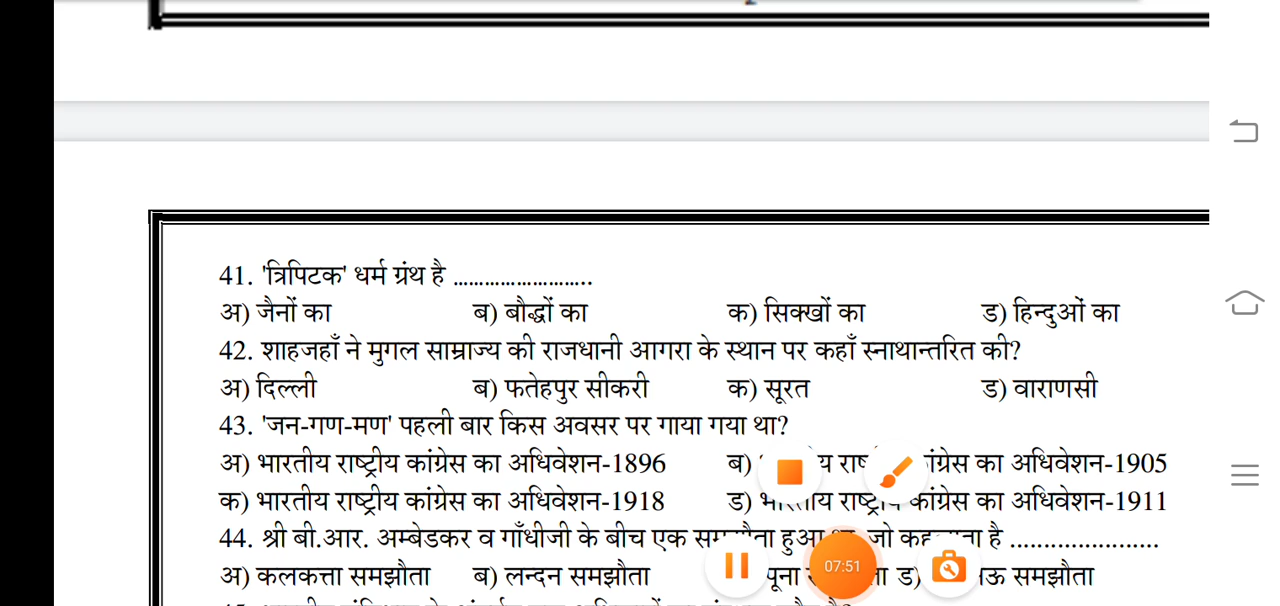 41. 'त्रिपिटक' धर्म ग्रंथ है ........................
अ) जैनों का ब) बौद्धों का क) सिक्खों का ड) हिन्दुओं का
42. शाहजहाँ ने मुगल साम्राज्य की राजधानी आगरा के स्थान पर कहाँ स्नाथान्तरित की?
अ) दिल्ली ब) फतेहपुर सीकरी क) सूरत ड) वाराणसी
43. 'जन-गण-मण' पहली बार किस अवसर पर गाया गया था?
अ) भारतीय राष्ट्रीय कांग्रेस का अधिवेशन-1896 ब) का अधिवेशन-1905
क) भारतीय राष्ट्रीय कांग्रेस का अधिवेशन-1918 ड) भारतीय राष्ट्रीय कांग्रेस का अधिवेशन-1911
44. श्री बी.आर. अम्बेडकर व गाँधीजी के बीच एक हुआ जो है ......................
अ) कलकत्ता समझौता ब) लन्दन समझौता पूना ड) समझौता
07:51